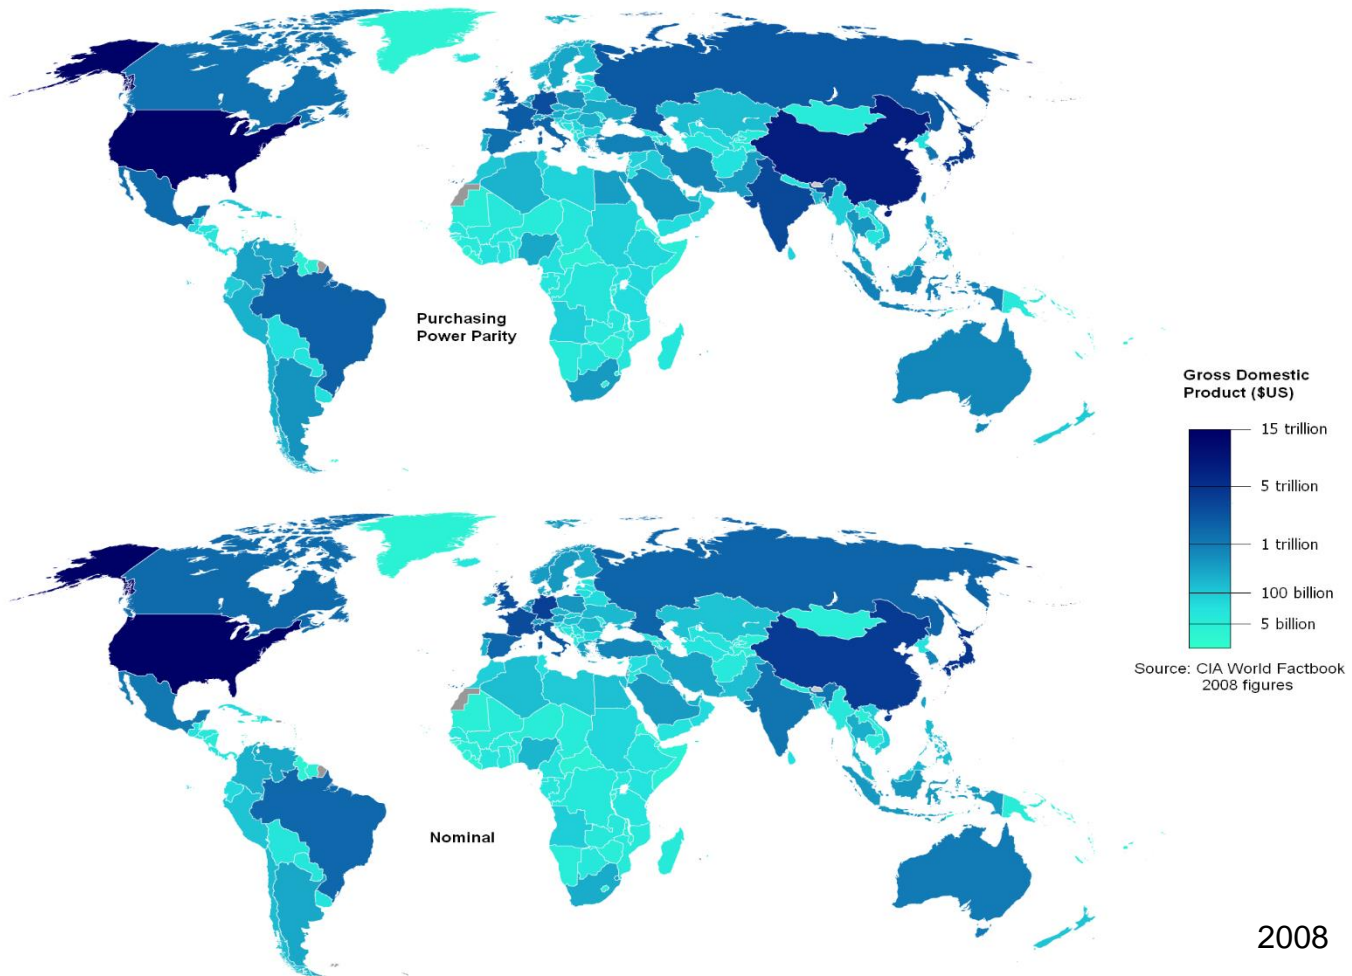 Purchasing
Power Parity
Gross Domestic
Product ($US)
15 trillion
5 trillion
1 trillion
100 billion
5 billion
Source: CIA World Factbook
2008 figures
Nominal
2008